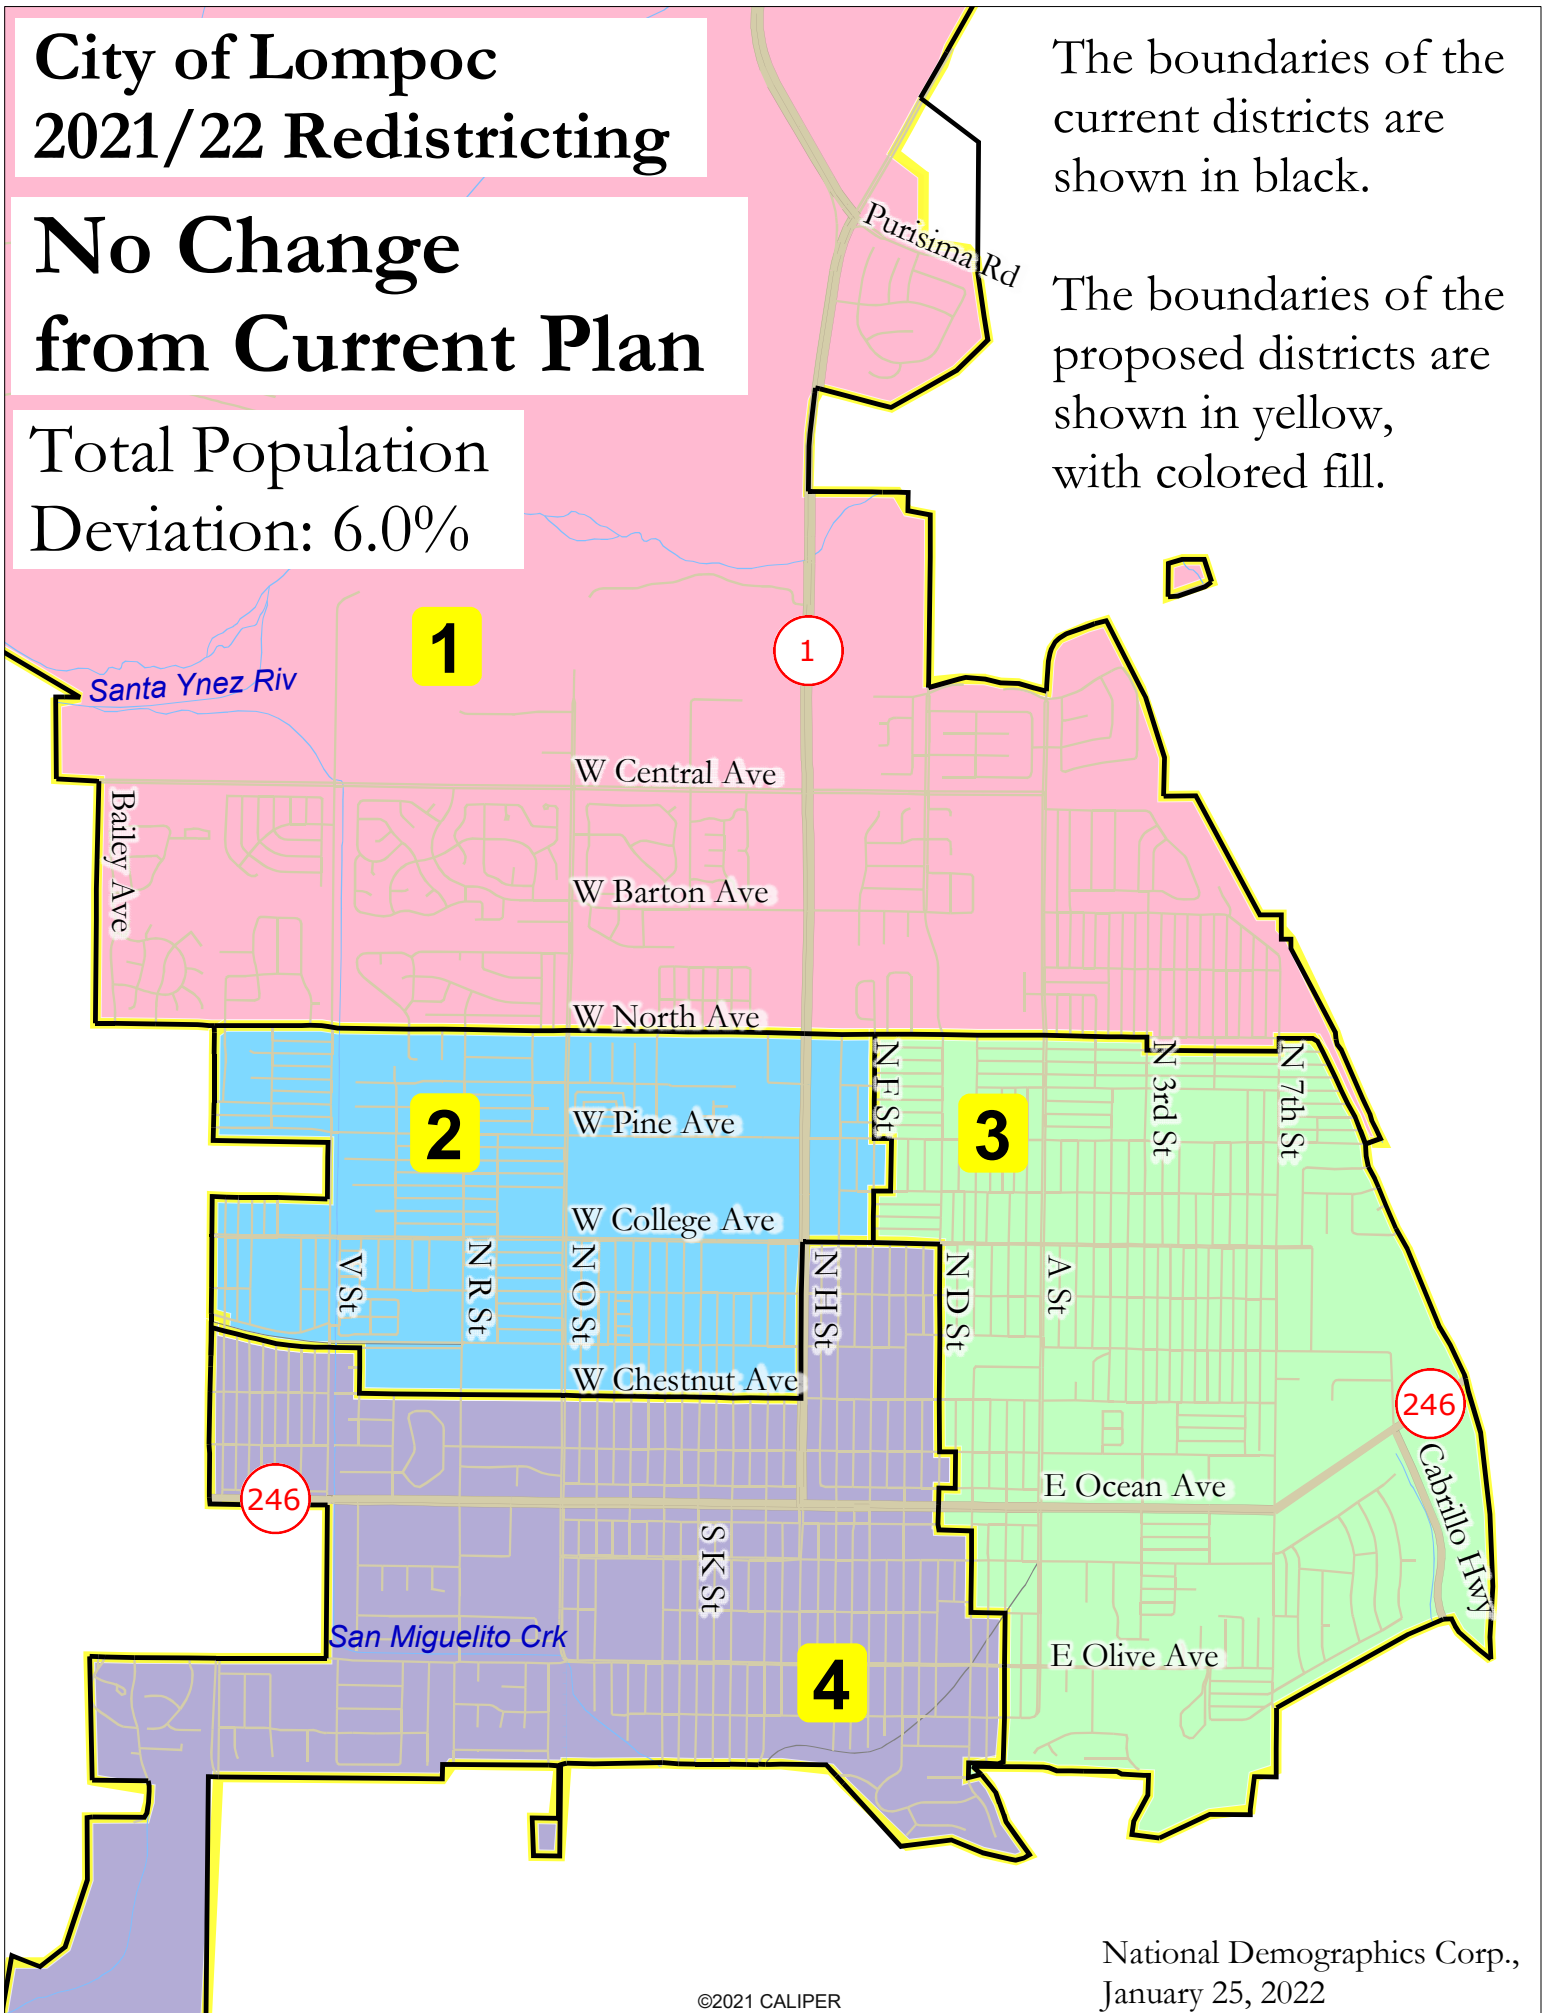 City of Lompoc
2021/22 Redistricting
No Change
from Current Plan
Total Population
Deviation: 6.0%
The boundaries of the
current districts are
shown in black.
The boundaries of the
proposed districts are
shown in yellow,
with colored fill.
Purisima Rd
1
1
Santa Ynez Riv
W Central Ave
Bailey Ave
W Barton Ave
W North Ave
N F St
N 3rd St
N 7th St
2
W Pine Ave
3
W College Ave
V St
N R St
N O St
N H St
N D St
A St
W Chestnut Ave
246
Cabrillo Hwy
246
E Ocean Ave
S K St
San Miguelito Crk
4
E Olive Ave
National Demographics Corp.,
January 25, 2022
©2021 CALIPER